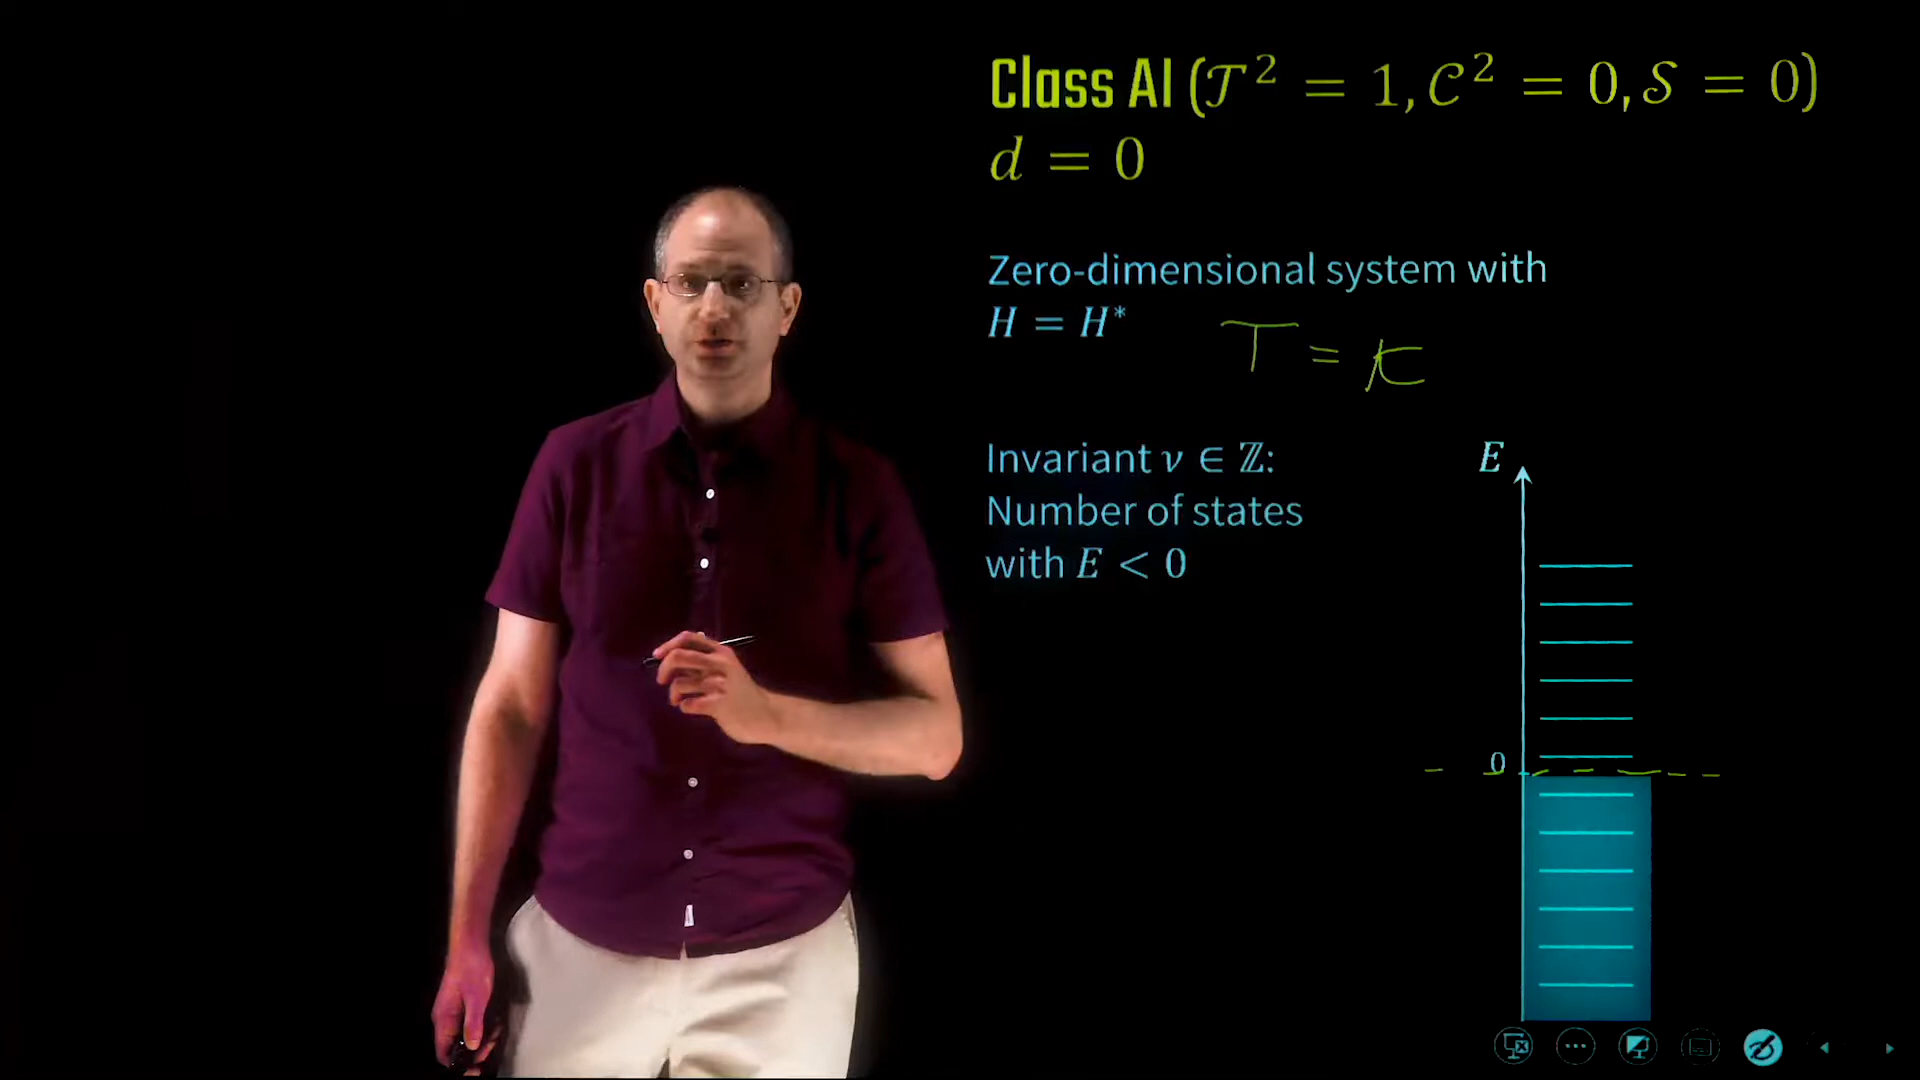 Class AI (𝒯² = 1, 𝒞² = 0, 𝒮 = 0)
d = 0
Zero-dimensional system with
H = H*
T = K
Invariant ν ∈ ℤ:
Number of states
with E < 0
E
0